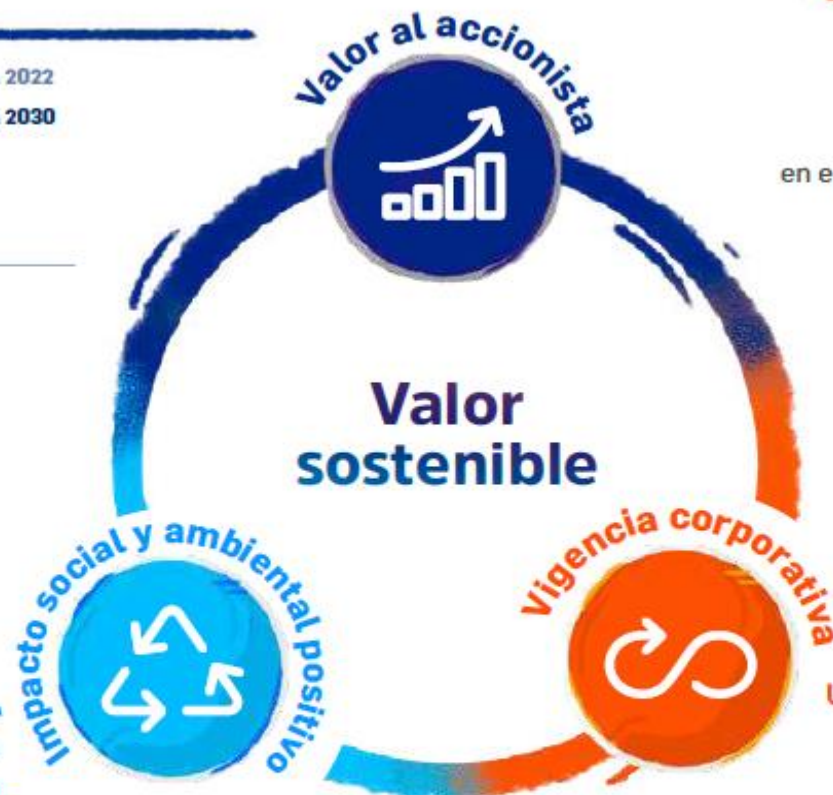 2022
2030
Valor al accionista
en e
Valor
sostenible
Impacto social y ambiental positivo
Vigencia corporativa